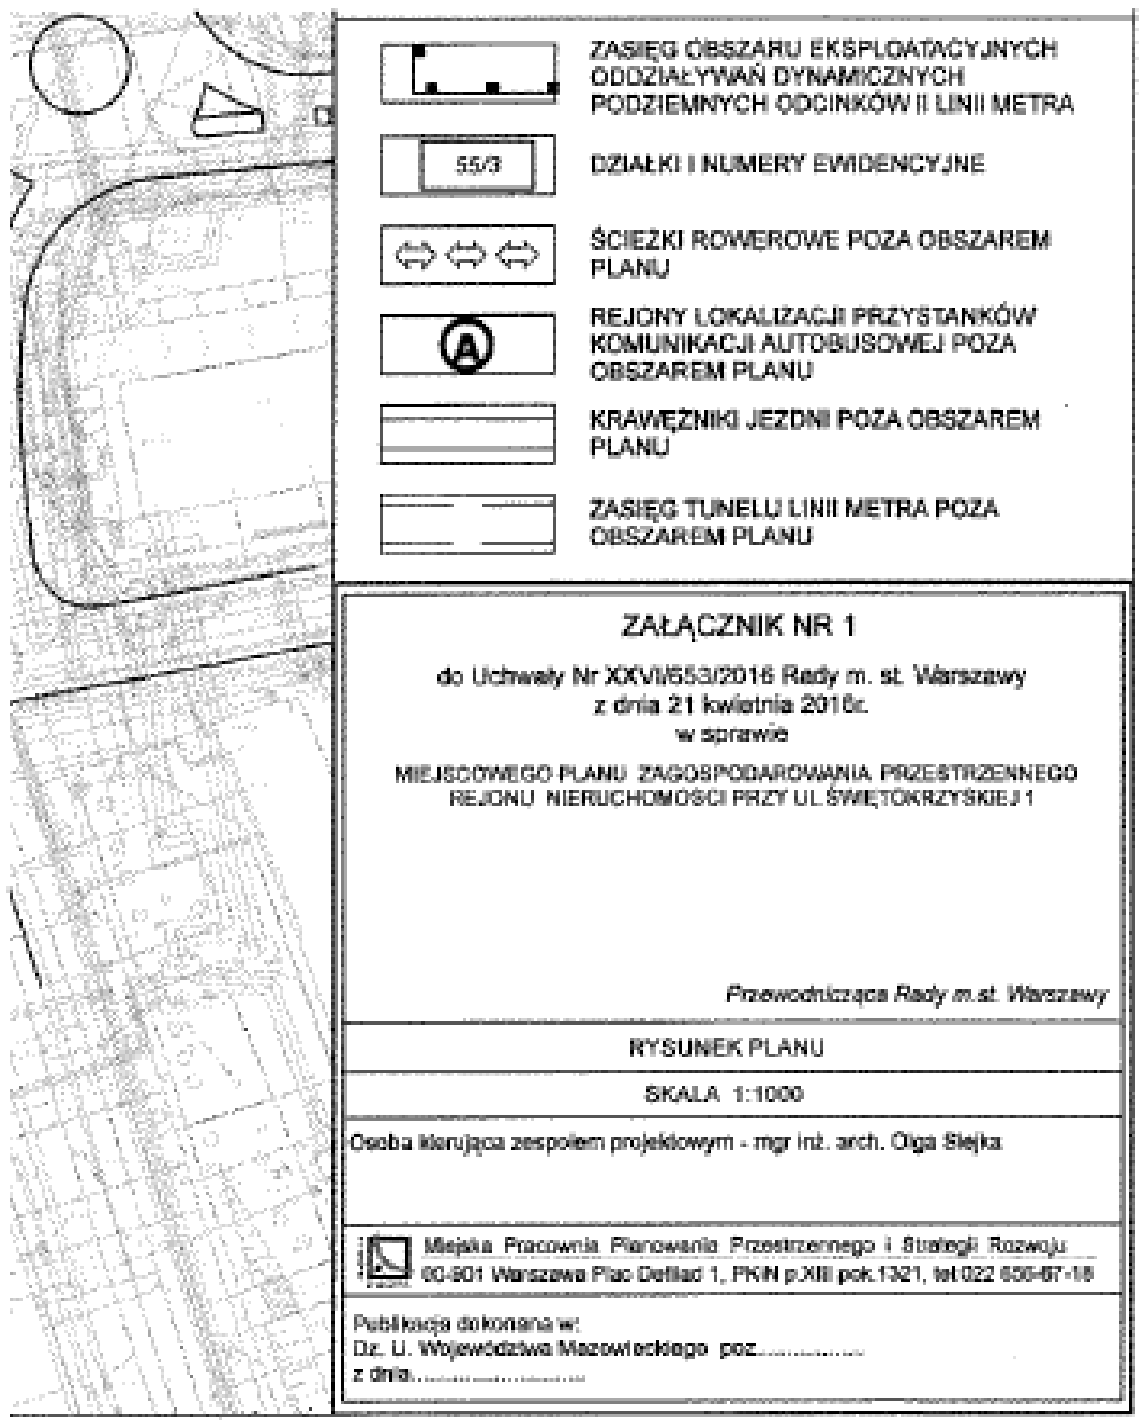 ZASIĘG OBSZARU EKSPLOATACYJNYCH
ODDZIAŁYWAŃ DYNAMICZNYCH
PODZIEMNYCH ODCINKÓW II LINII METRA
55/3
DZIAŁKI I NUMERY EWIDENCYJNE
ŚCIEŻKI ROWEROWE POZA OBSZAREM
PLANU
A
REJONY LOKALIZACJI PRZYSTANKÓW
KOMUNIKACJI AUTOBUSOWEJ POZA
OBSZAREM PLANU
KRAWĘŻNIKI JEZDNI POZA OBSZAREM
PLANU
ZASIĘG TUNELU LINII METRA POZA
OBSZAREM PLANU
ZAŁĄCZNIK NR 1
do Uchwały Nr XXVII/653/2016 Rady m. st. Warszawy
z dnia 21 kwietnia 2016r.
w sprawie
MIEJSCOWEGO PLANU ZAGOSPODAROWANIA PRZESTRZENNEGO
REJONU NIERUCHOMOŚCI PRZY UL. ŚWIĘTOKRZYSKIEJ 1
Przewodnicząca Rady m.st. Warszawy
RYSUNEK PLANU
SKALA 1:1000
Osoba kierująca zespołem projektowym - mgr inż. arch. Olga Slejka
Miejska Pracownia Planowania Przestrzennego i Strategii Rozwoju
00-901 Warszawa Plac Defilad 1, PKiN p.XIII pok.1321, tel:022 656-67-18
Publikacja dokonana w:
Dz. U. Województwa Mazowieckiego poz................
z dnia..........................